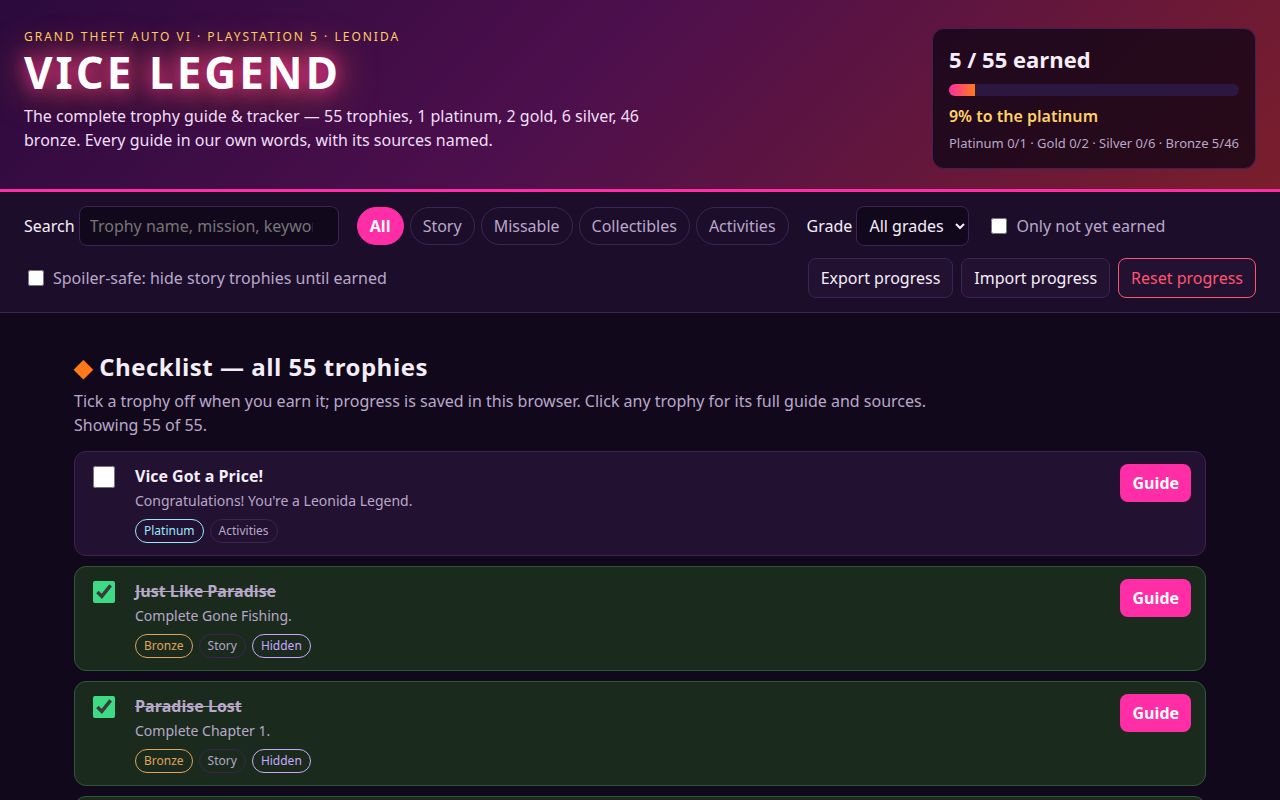 GRAND THEFT AUTO VI · PLAYSTATION 5 · LEONIDA
VICE LEGEND
The complete trophy guide & tracker — 55 trophies, 1 platinum, 2 gold, 6 silver, 46
bronze. Every guide in our own words, with its sources named.
5 / 55 earned
9% to the platinum
Platinum 0/1 · Gold 0/2 · Silver 0/6 · Bronze 5/46
Search Trophy name, mission, keywo All Story Missable Collectibles Activities Grade All grades Only not yet earned
Spoiler-safe: hide story trophies until earned Export progress Import progress Reset progress
Checklist — all 55 trophies
Tick a trophy off when you earn it; progress is saved in this browser. Click any trophy for its full guide and sources.
Showing 55 of 55.
Vice Got a Price! Guide
Congratulations! You're a Leonida Legend.
Platinum Activities
Just Like Paradise Guide
Complete Gone Fishing.
Bronze Story Hidden
Paradise Lost Guide
Complete Chapter 1.
Bronze Story Hidden